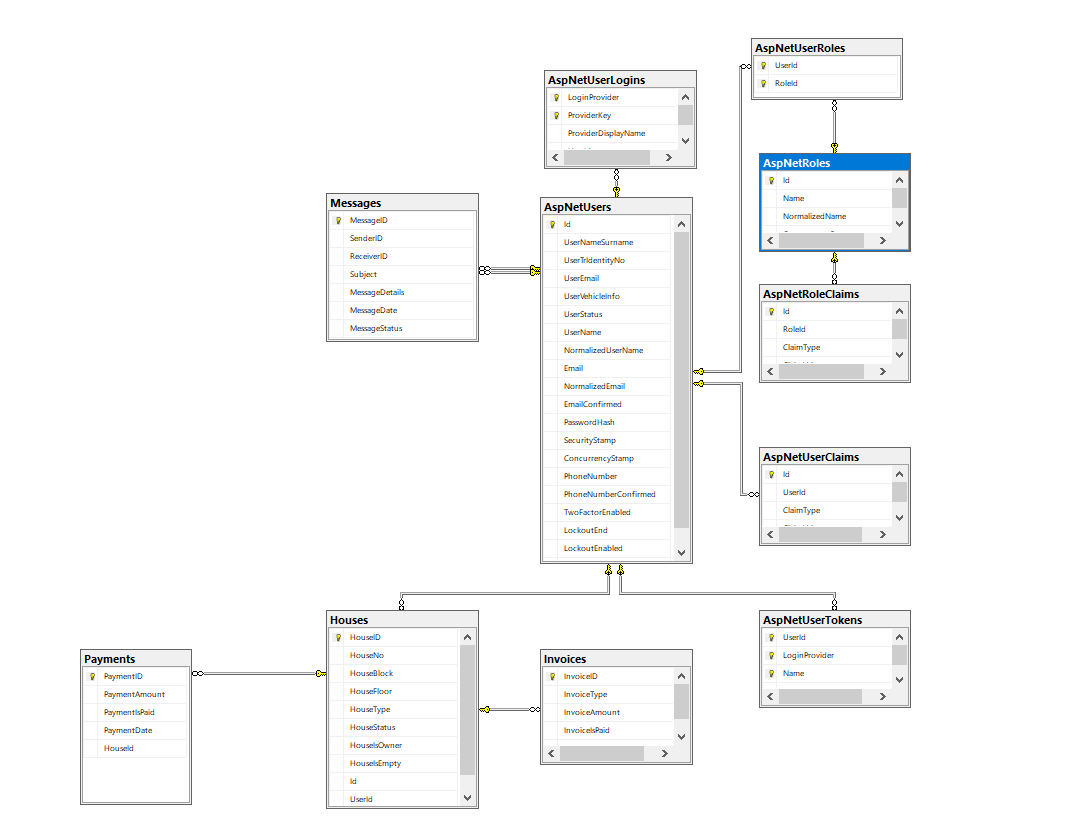 AspNetUserRoles
UserId
RoleId
AspNetUserLogins
LoginProvider
ProviderKey
ProviderDisplayName
AspNetRoles
Id
Name
NormalizedName
Messages
MessageID
SenderID
ReceiverID
Subject
MessageDetails
MessageDate
MessageStatus
AspNetUsers
Id
UserNameSurname
UserTrIdentityNo
UserEmail
UserVehicleInfo
UserStatus
UserName
NormalizedUserName
Email
NormalizedEmail
EmailConfirmed
PasswordHash
SecurityStamp
ConcurrencyStamp
PhoneNumber
PhoneNumberConfirmed
TwoFactorEnabled
LockoutEnd
LockoutEnabled
AspNetRoleClaims
Id
RoleId
ClaimType
AspNetUserClaims
Id
UserId
ClaimType
Houses
HouseID
HouseNo
HouseBlock
HouseFloor
HouseType
HouseStatus
HouseIsOwner
HouseIsEmpty
Id
UserId
AspNetUserTokens
UserId
LoginProvider
Name
Payments
PaymentID
PaymentAmount
PaymentIsPaid
PaymentDate
HouseId
Invoices
InvoiceID
InvoiceType
InvoiceAmount
InvoiceIsPaid